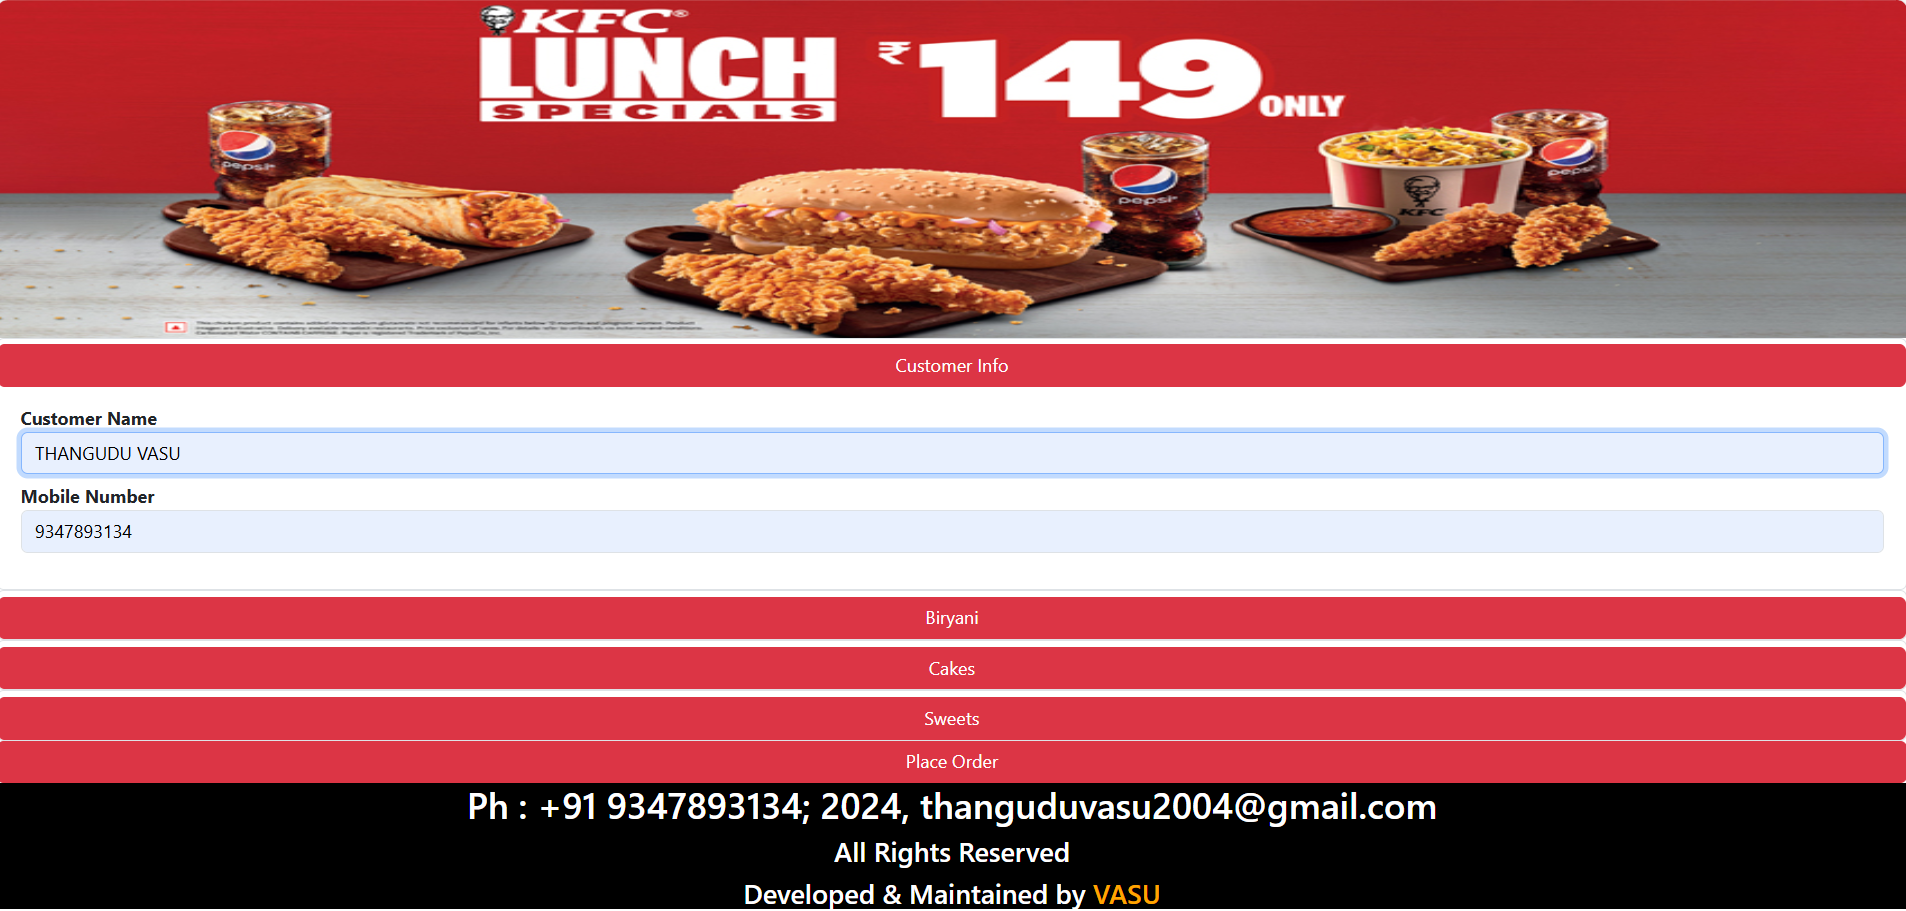 KFC®
LUNCH
SPECIALS
₹149 ONLY
pepsi
pepsi
pepsi
KFC
Customer Info
Customer Name
THANGUDU VASU
Mobile Number
9347893134
Biryani
Cakes
Sweets
Place Order
Ph : +91 9347893134; 2024, thanguduvasu2004@gmail.com
All Rights Reserved
Developed & Maintained by VASU